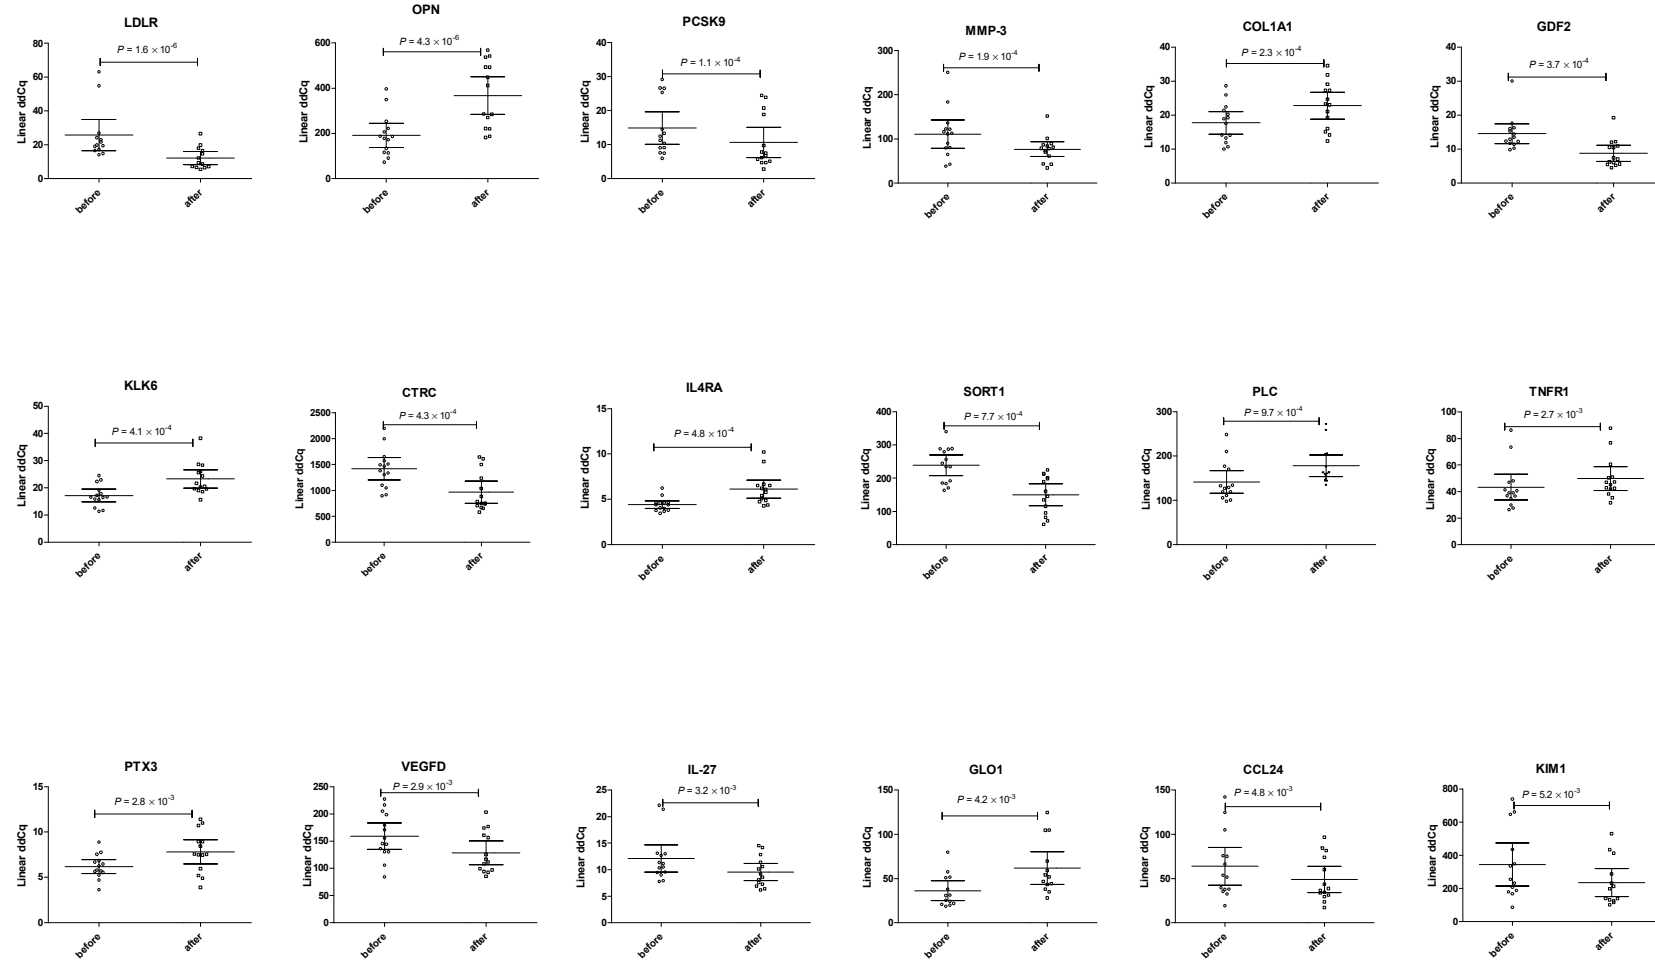 LDLR
P = 1.6 × 10-6
Linear ddCq
80
60
40
20
0
before
after
OPN
P = 4.3 × 10-6
Linear ddCq
600
400
200
0
before
after
PCSK9
P = 1.1 × 10-4
Linear ddCq
40
30
20
10
0
before
after
MMP-3
P = 1.9 × 10-4
Linear ddCq
300
200
100
0
before
after
COL1A1
P = 2.3 × 10-4
Linear ddCq
40
30
20
10
0
before
after
GDF2
P = 3.7 × 10-4
Linear ddCq
40
30
20
10
0
before
after
KLK6
P = 4.1 × 10-4
Linear ddCq
50
40
30
20
10
0
before
after
CTRC
P = 4.3 × 10-4
Linear ddCq
2500
2000
1500
1000
500
0
before
after
IL4RA
P = 4.8 × 10-4
Linear ddCq
15
10
5
0
before
after
SORT1
P = 7.7 × 10-4
Linear ddCq
400
300
200
100
0
before
after
PLC
P = 9.7 × 10-4
Linear ddCq
300
200
100
0
before
after
TNFR1
P = 2.7 × 10-3
Linear ddCq
100
80
60
40
20
0
before
after
PTX3
P = 2.8 × 10-3
Linear ddCq
15
10
5
0
before
after
VEGFD
P = 2.9 × 10-3
Linear ddCq
250
200
150
100
50
0
before
after
IL-27
P = 3.2 × 10-3
Linear ddCq
25
20
15
10
5
0
before
after
GLO1
P = 4.2 × 10-3
Linear ddCq
150
100
50
0
before
after
CCL24
P = 4.8 × 10-3
Linear ddCq
150
100
50
0
before
after
KIM1
P = 5.2 × 10-3
Linear ddCq
800
600
400
200
0
before
after